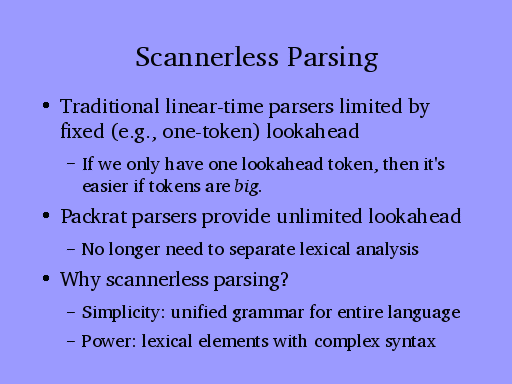 Scannerless Parsing
• Traditional linear-time parsers limited by
fixed (e.g., one-token) lookahead
– If we only have one lookahead token, then it's
easier if tokens are big.
• Packrat parsers provide unlimited lookahead
– No longer need to separate lexical analysis
• Why scannerless parsing?
– Simplicity: unified grammar for entire language
– Power: lexical elements with complex syntax